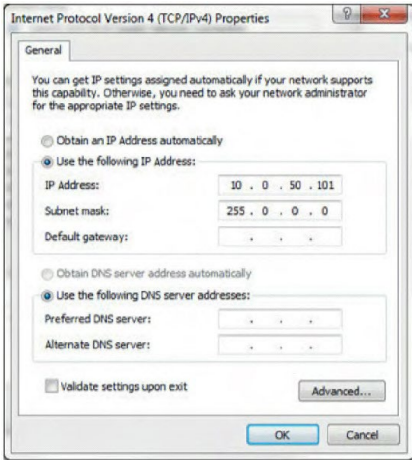 Internet Protocol Version 4 (TCP/IPv4) Properties
General
You can get IP settings assigned automatically if your network supports
this capability. Otherwise, you need to ask your network administrator
for the appropriate IP settings.
Obtain an IP Address automatically
Use the following IP Address:
IP Address: 10 . 0 . 50 . 101
Subnet mask: 255 . 0 . 0 . 0
Default gateway: . . .
Obtain DNS server address automatically
Use the following DNS server addresses:
Preferred DNS server: . . .
Alternate DNS server: . . .
Validate settings upon exit
Advanced...
OK Cancel